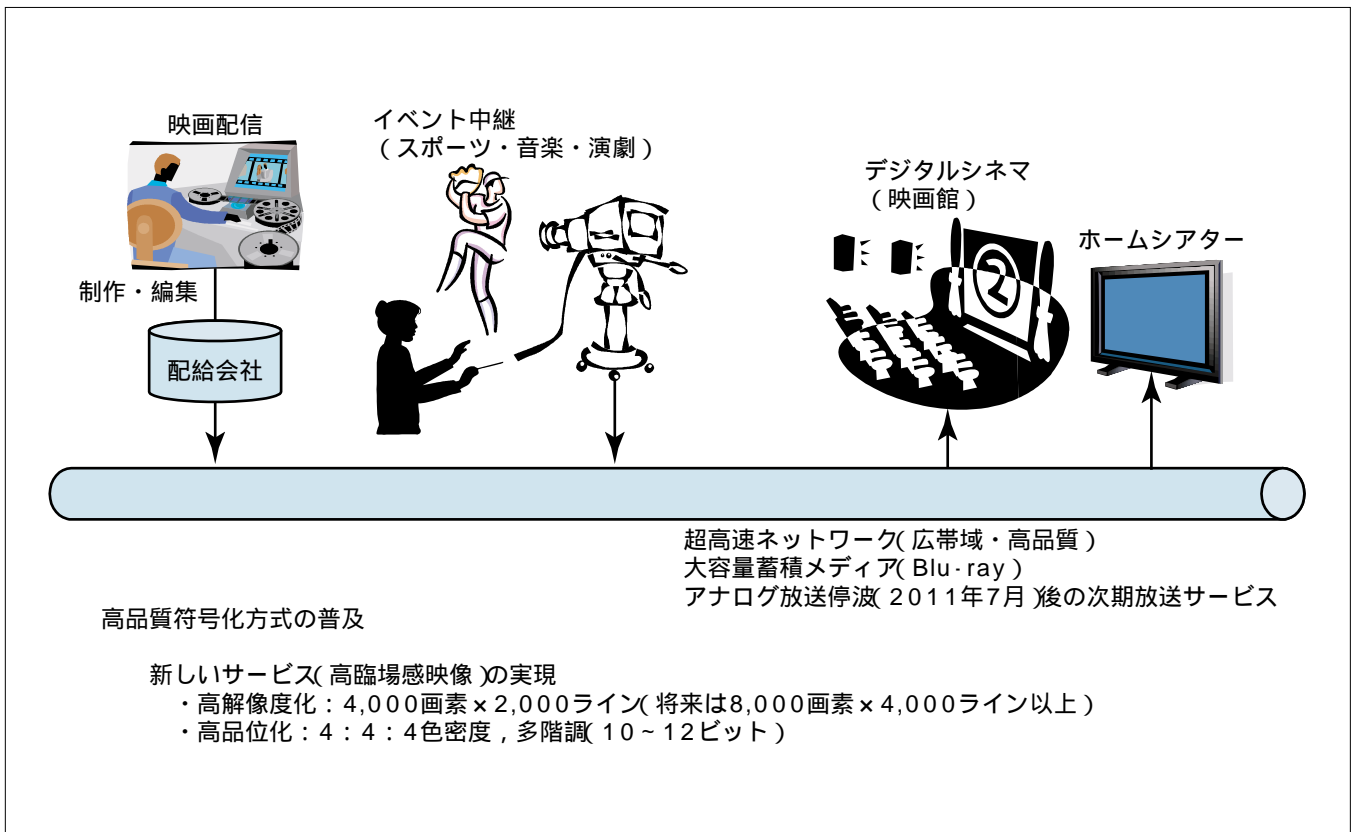 映画配信
イベント中継
（スポーツ・音楽・演劇）
デジタルシネマ
（映画館）
ホームシアター
制作・編集
配給会社
2
超高速ネットワーク（広帯域・高品質）
大容量蓄積メディア（Blu-ray）
アナログ放送停波（2011年7月）後の次期放送サービス
高品質符号化方式の普及
新しいサービス（高臨場感映像）の実現
・高解像度化：4,000画素×2,000ライン（将来は8,000画素×4,000ライン以上）
・高品位化：4：4：4色密度，多階調（10～12ビット）